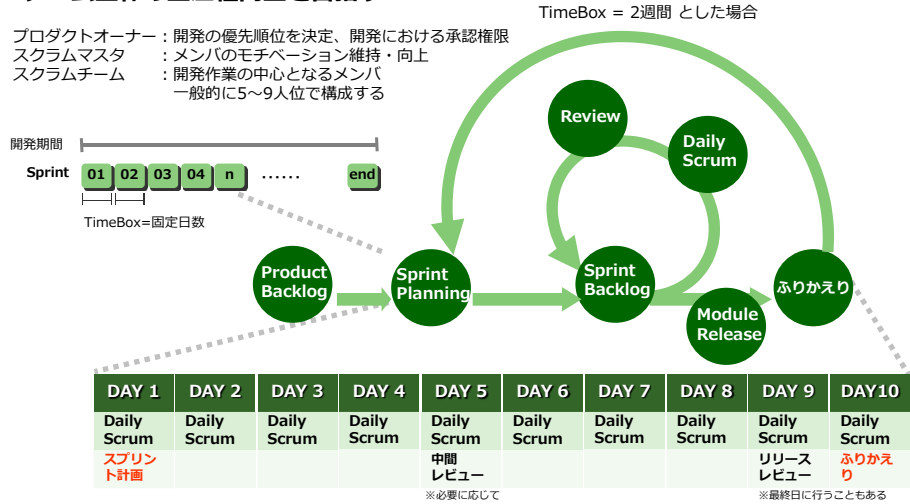 TimeBox = 2週間 とした場合
プロダクトオーナー：開発の優先順位を決定、開発における承認権限
スクラムマスタ ：メンバのモチベーション維持・向上
スクラムチーム ：開発作業の中心となるメンバ
一般的に5～9人位で構成する
開発期間
Sprint 01 02 03 04 n ‥‥‥ end
TimeBox=固定日数
Review
Daily
Scrum
Product
Backlog
Sprint
Planning
Sprint
Backlog
Module
Release
ふりかえり
DAY 1 DAY 2 DAY 3 DAY 4 DAY 5 DAY 6 DAY 7 DAY 8 DAY 9 DAY10
Daily Daily Daily Daily Daily Daily Daily Daily Daily Daily
Scrum Scrum Scrum Scrum Scrum Scrum Scrum Scrum Scrum Scrum
スプリン 中間 リリース ふりかえ
ト計画 レビュー レビュー り
※必要に応じて ※最終日に行うこともある